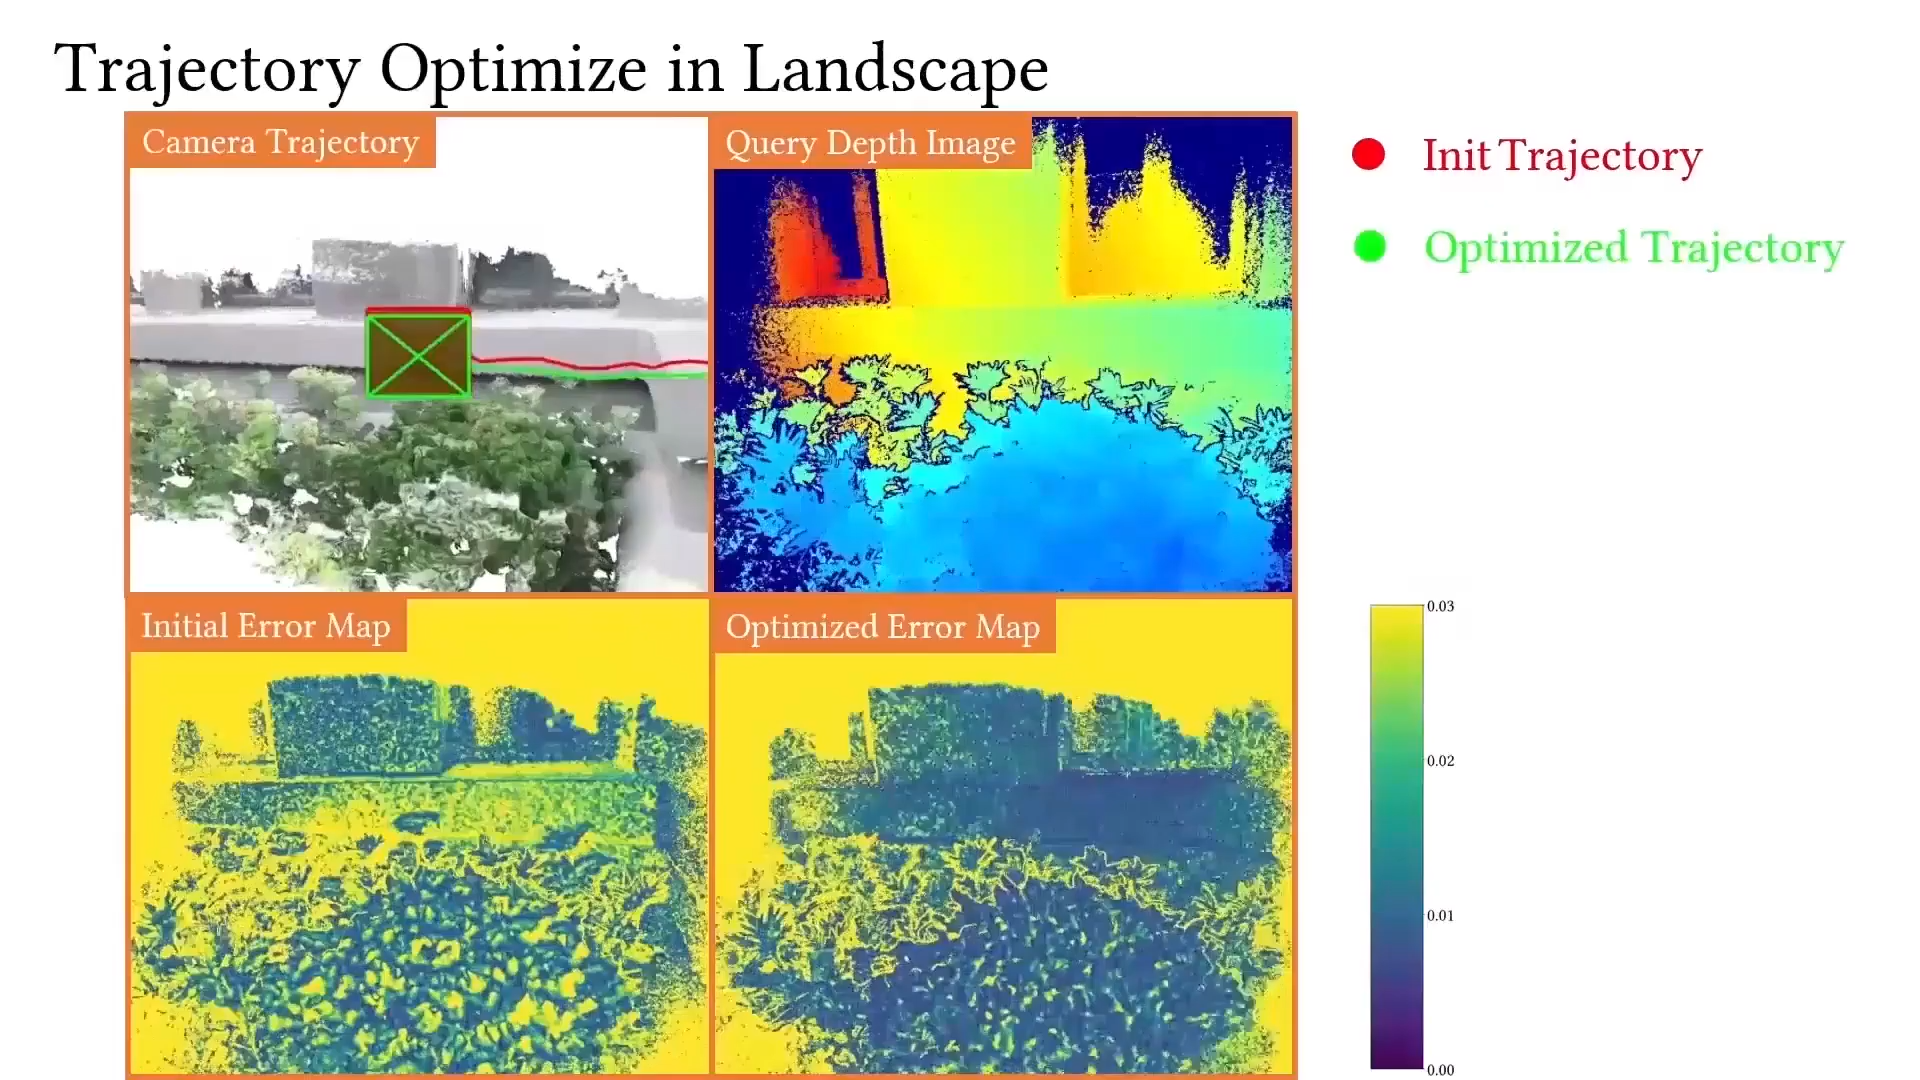 Trajectory Optimize in Landscape
Camera Trajectory
Query Depth Image
Init Trajectory
Optimized Trajectory
Initial Error Map
Optimized Error Map
0.03
0.02
0.01
0.00